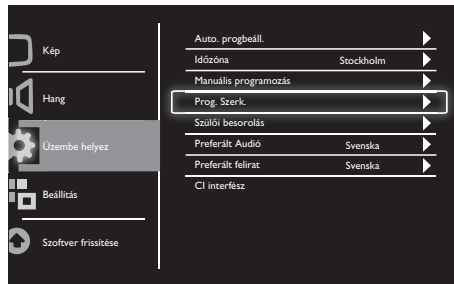 Kép
Hang
Üzembe helyez
Beállítás
Szoftver frissítése
Auto. progbeáll.
Időzóna Stockholm
Manuális programozás
Prog. Szerk.
Szülői besorolás
Preferált Audió Svenska
Preferált felirat Svenska
CI interfész